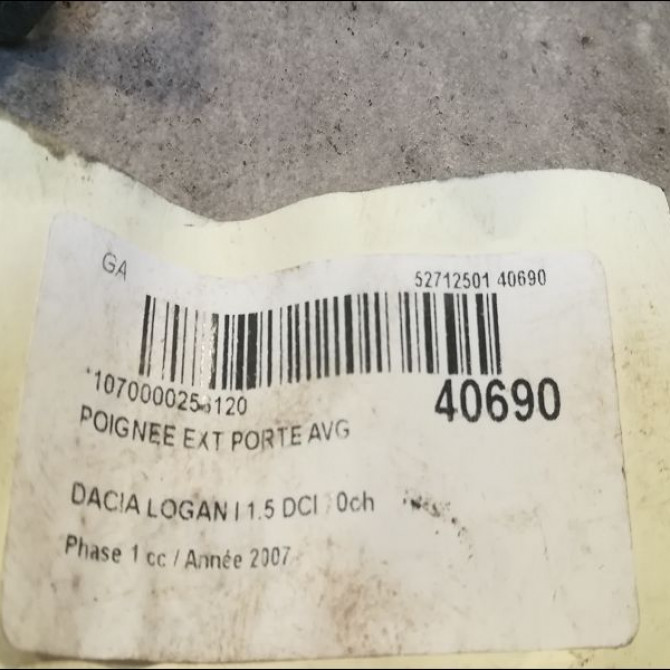 GA
52712501 40690
40690
POIGNEE EXT PORTE AVG
DACIA LOGAN I 1.5 DCI
Phase 1 cc / Année 2007